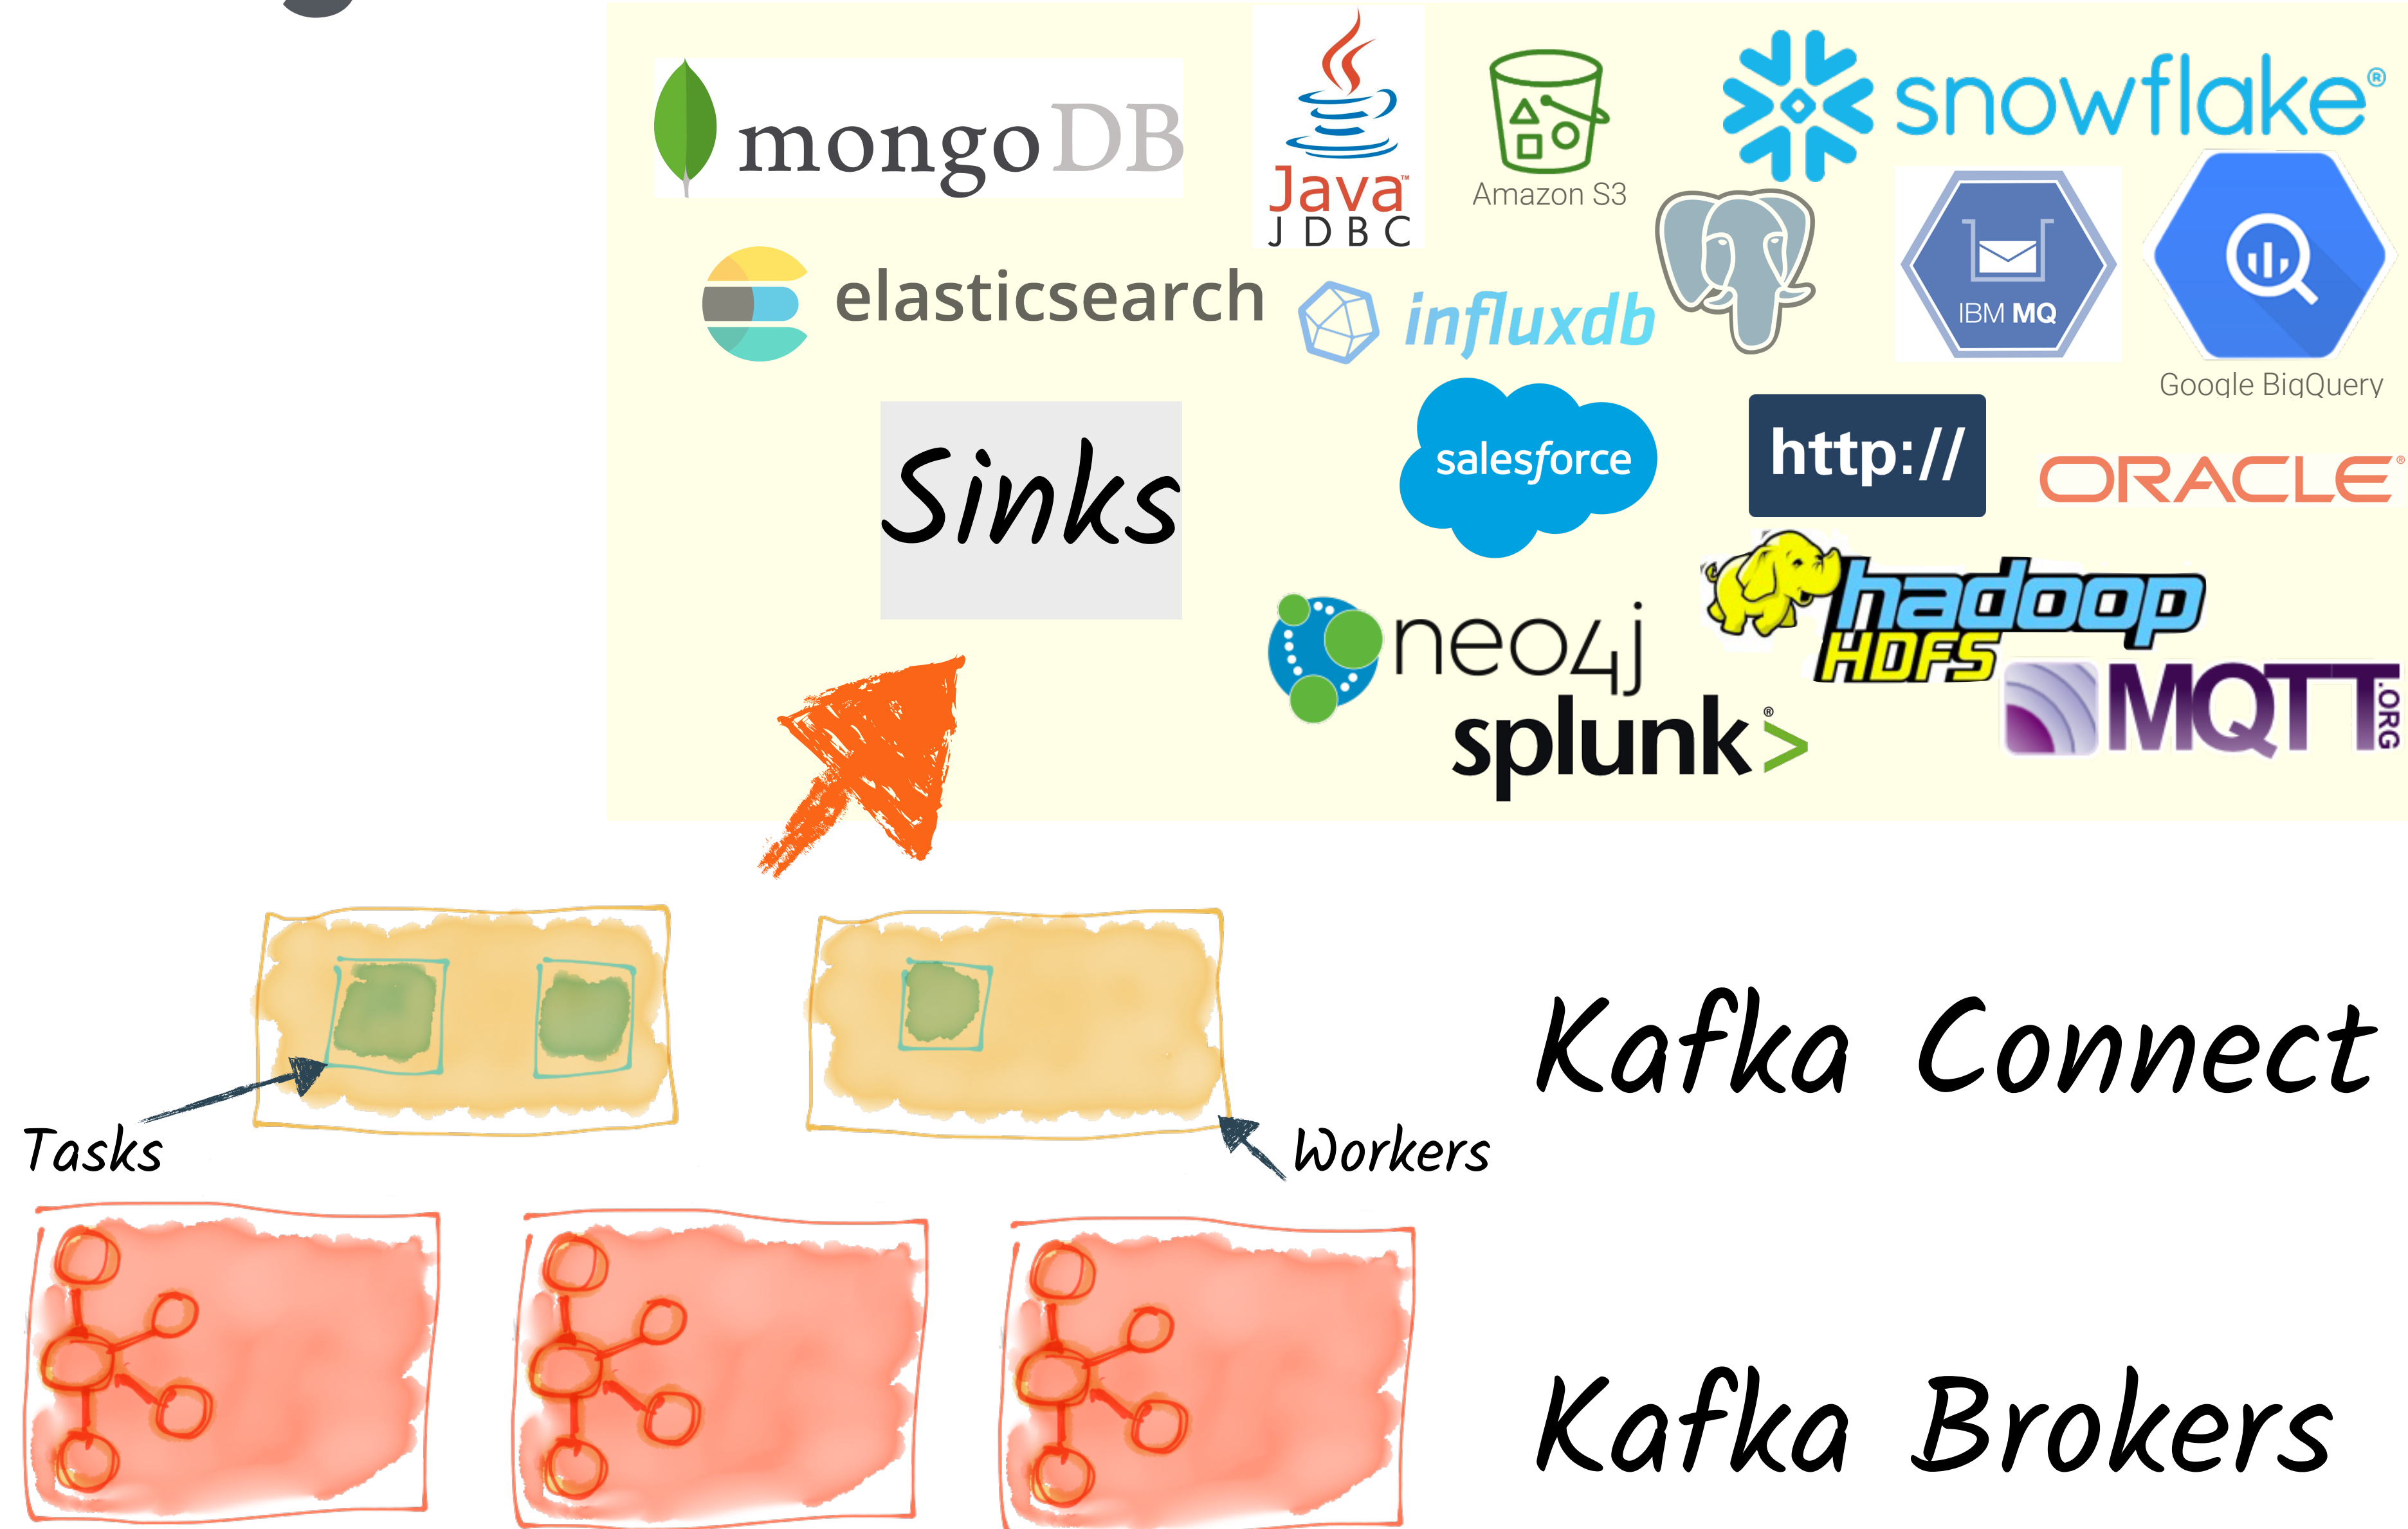 mongoDB
Java™
JDBC
Amazon S3
snowflake®
elasticsearch
influxdb
IBM MQ
Google BigQuery
Sinks
salesforce
http://
ORACLE®
neo4j
hadoop
HDFS
splunk®>
MQTT.ORG
Kafka Connect
Tasks
Workers
Kafka Brokers